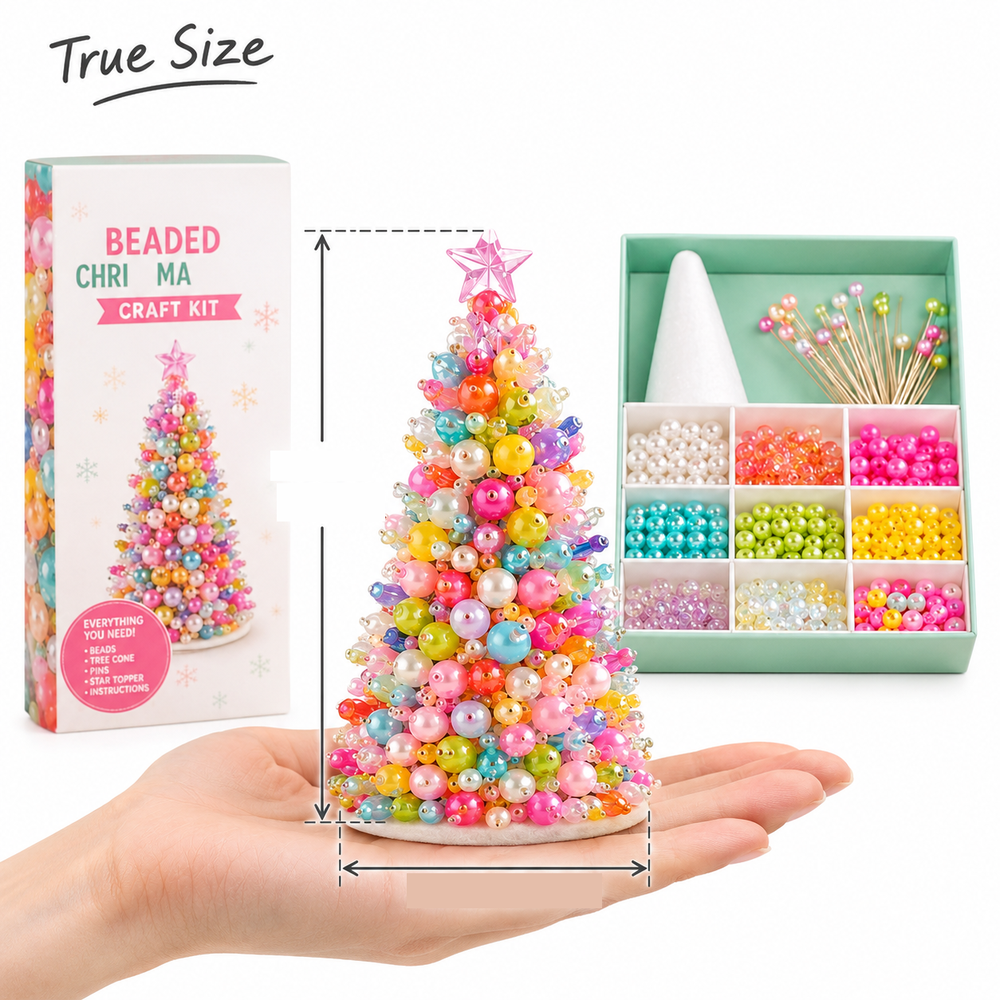 True Size
BEADED
CHRI MA
CRAFT KIT
EVERYTHING
YOU NEED!
• BEADS
• TREE CONE
• PINS
• STAR TOPPER
• INSTRUCTIONS